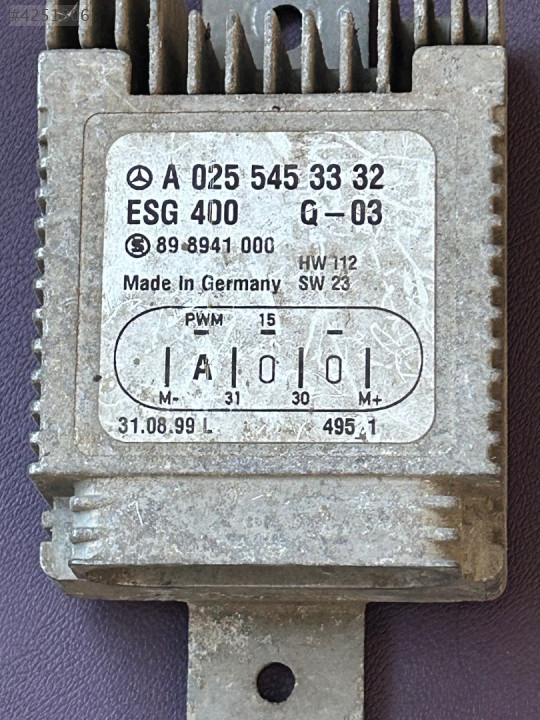 A 025 545 33 32
ESG 400 Q-03
89 8941 000
HW 112
Made In Germany SW 23
PWM 15 -
A 0 0
M- 31 30 M+
31.08.99 L 495 1